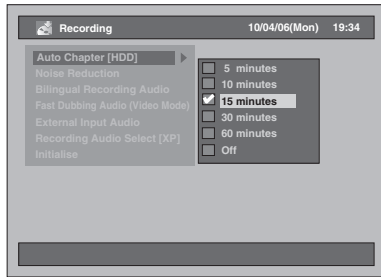 Recording 10/04/06(Mon) 19:34
Auto Chapter [HDD]
Noise Reduction
Bilingual Recording Audio
Fast Dubbing Audio (Video Mode)
External Input Audio
Recording Audio Select [XP]
Initialise
5 minutes
10 minutes
15 minutes
30 minutes
60 minutes
Off